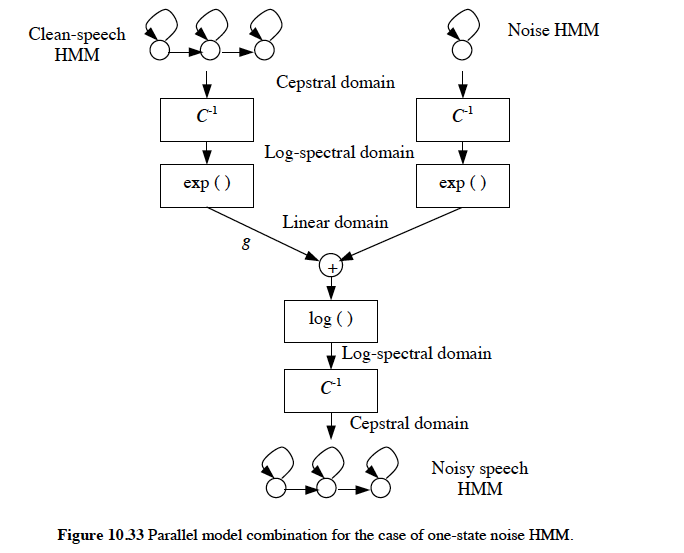 Clean-speech
HMM
Noise HMM
Cepstral domain
C⁻¹
C⁻¹
Log-spectral domain
exp ( )
exp ( )
Linear domain
g
+
log ( )
Log-spectral domain
C⁻¹
Cepstral domain
Noisy speech
HMM
Figure 10.33 Parallel model combination for the case of one-state noise HMM.